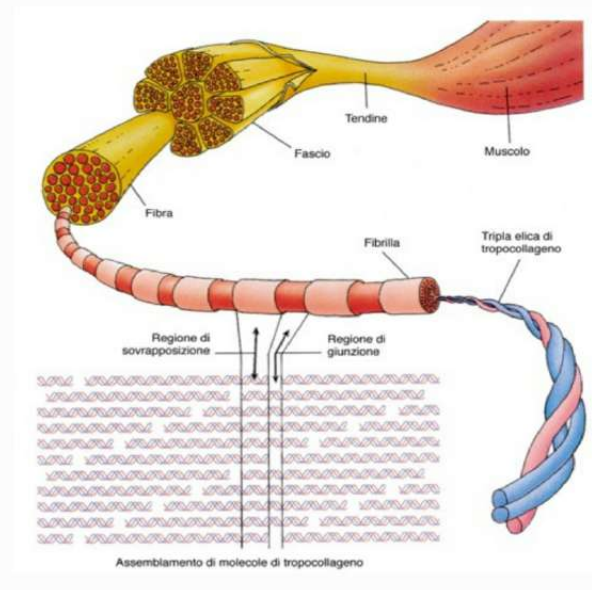 Tendine
Fascio
Muscolo
Fibra
Fibrilla
Tripla elica di
tropocollageno
Regione di
sovrapposizione
Regione di
giunzione
Assemblamento di molecole di tropocollageno